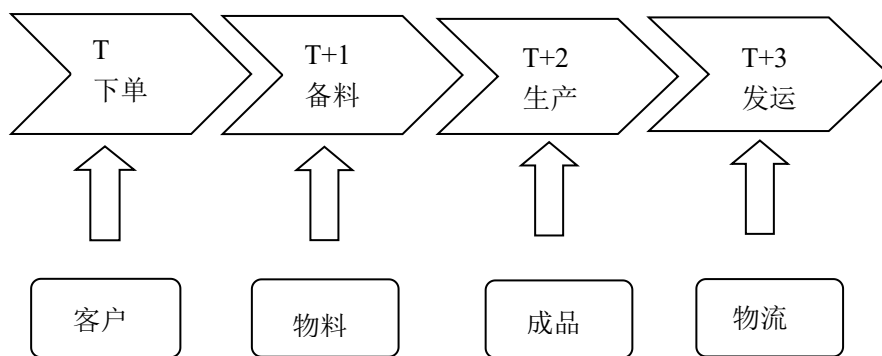 T
下单
T+1
备料
T+2
生产
T+3
发运
客户
物料
成品
物流